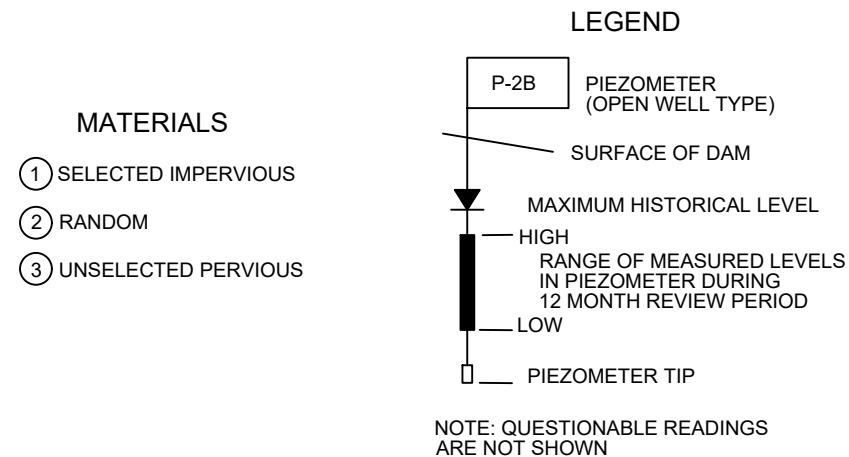 MATERIALS
1 SELECTED IMPERVIOUS
2 RANDOM
3 UNSELECTED PERVIOUS
LEGEND
P-2B
PIEZOMETER
(OPEN WELL TYPE)
SURFACE OF DAM
MAXIMUM HISTORICAL LEVEL
HIGH
RANGE OF MEASURED LEVELS
IN PIEZOMETER DURING
12 MONTH REVIEW PERIOD
LOW
PIEZOMETER TIP
NOTE: QUESTIONABLE READINGS
ARE NOT SHOWN